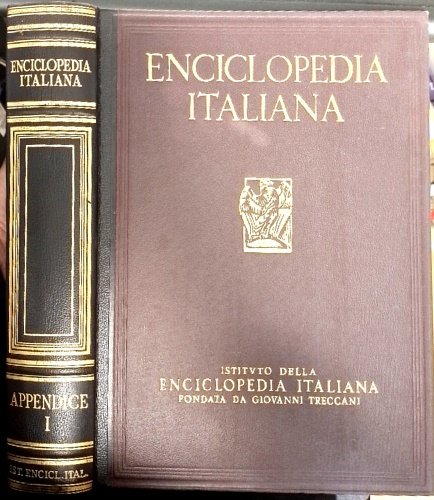 ENCICLOPEDIA
ITALIANA
APPENDICE
I
IST. ENCICL. ITAL.
ENCICLOPEDIA
ITALIANA
ISTITVTO DELLA
ENCICLOPEDIA ITALIANA
FONDATA DA GIOVANNI TRECCANI